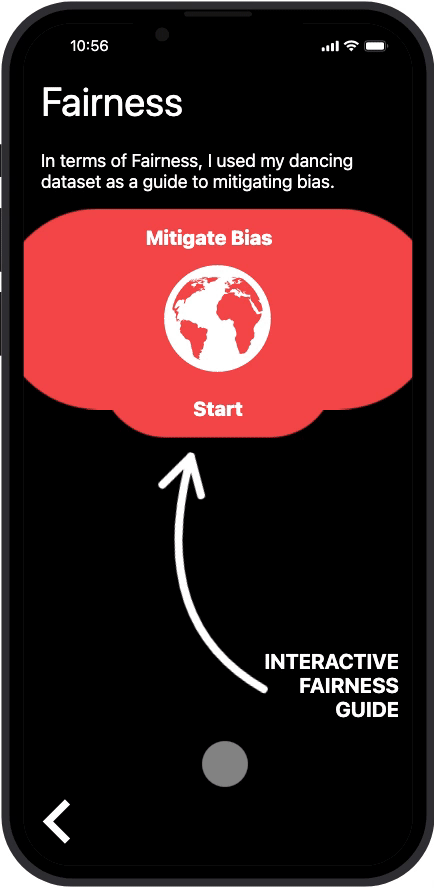 10:56
Fairness
In terms of Fairness, I used my dancing
dataset as a guide to mitigating bias.
Mitigate Bias
Start
INTERACTIVE
FAIRNESS
GUIDE